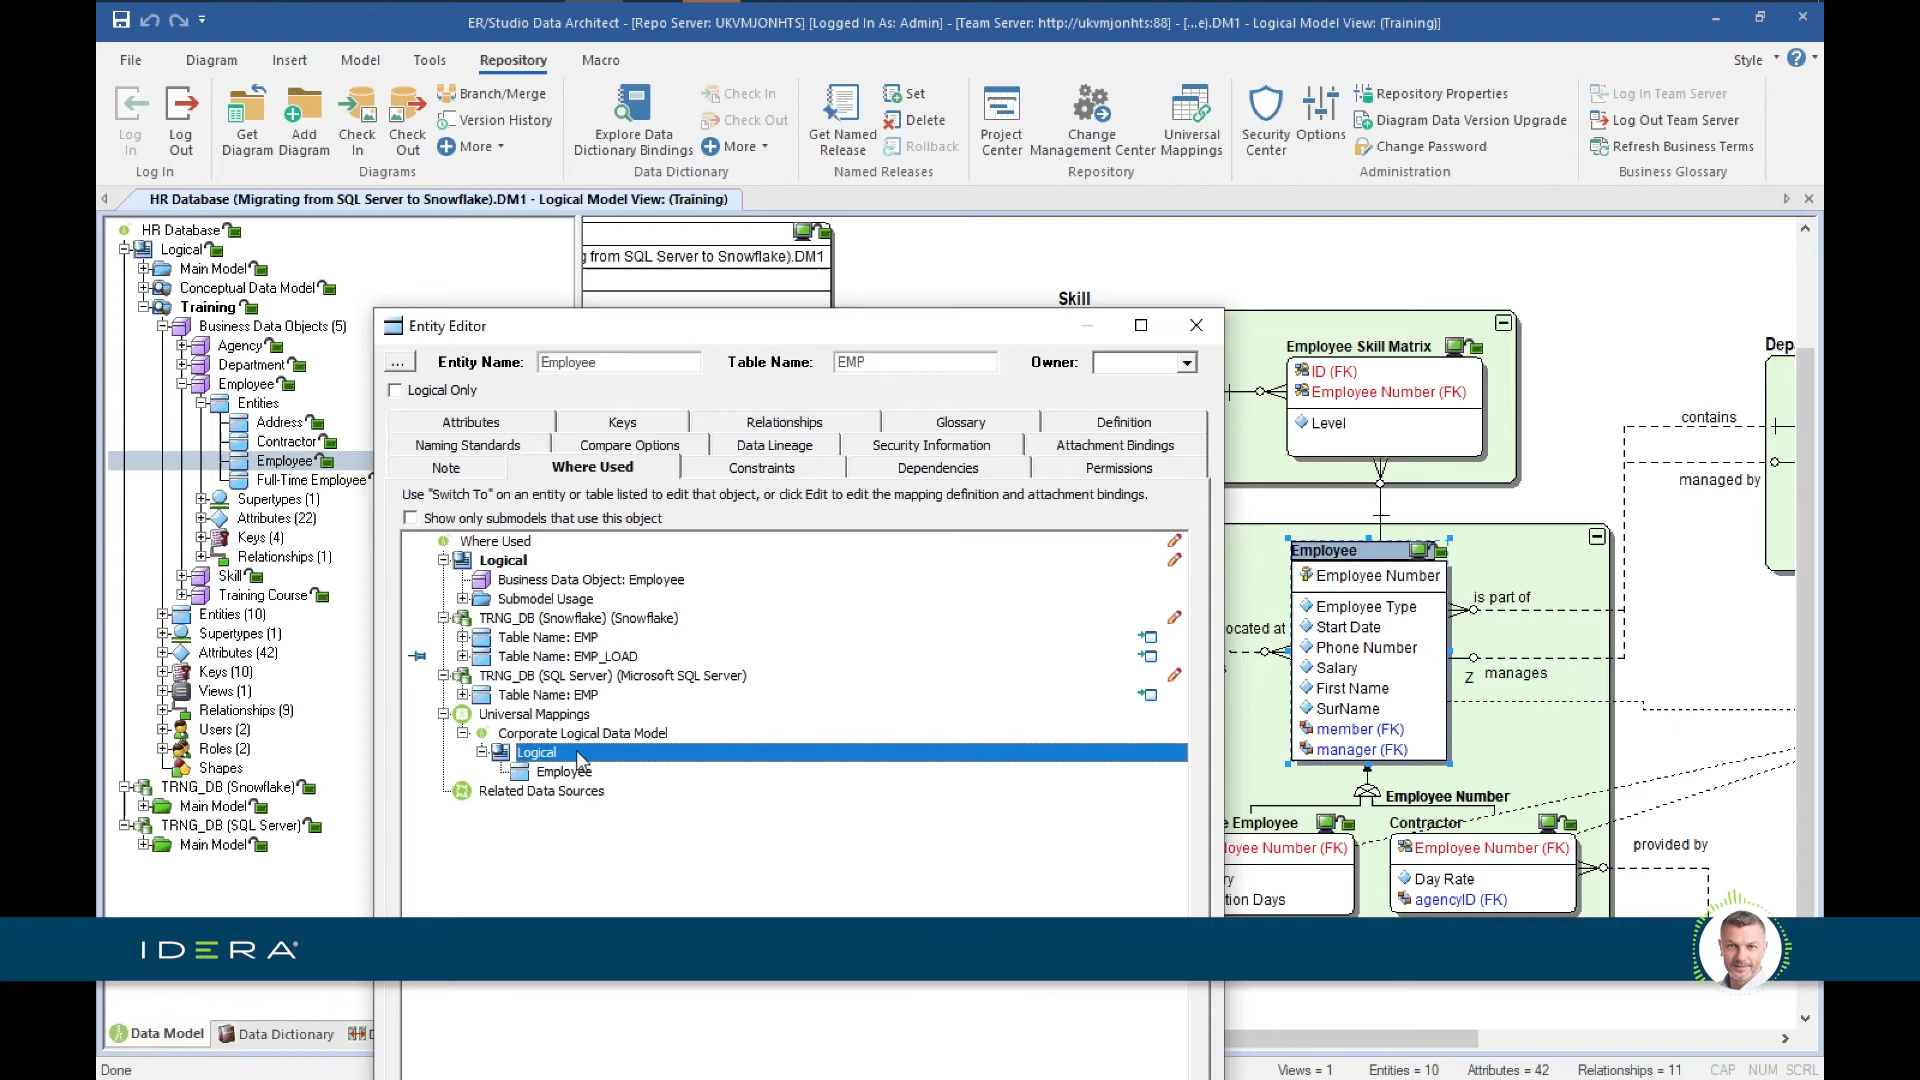 ER/Studio Data Architect - [Repo Server: UKVMJONHTS] [Logged In As: Admin] - [Team Server: http://ukvmjonhts:88] - [...e).DM1 - Logical Model View: (Training)]
File Diagram Insert Model Tools Repository Macro Style
Log In
Log Out
Log In
Get Diagram
Add Diagram
Check In
Check Out
Branch/Merge
Version History
More
Diagrams
Explore Data Dictionary Bindings
Check In
Check Out
More
Data Dictionary
Get Named Release
Set
Delete
Rollback
Named Releases
Project Center
Change Management Center
Universal Mappings
Repository
Security Center
Options
Repository Properties
Diagram Data Version Upgrade
Change Password
Administration
Log In Team Server
Log Out Team Server
Refresh Business Terms
Business Glossary
HR Database (Migrating from SQL Server to Snowflake).DM1 - Logical Model View: (Training)
HR Database
Logical
Main Model
Conceptual Data Model
Training
Business Data Objects (5)
Agency
Department
Employee
Entities
Address
Contractor
Employee
Full-Time Employee
Supertypes (1)
Attributes (22)
Keys (4)
Relationships (1)
Skill
Training Course
Entities (10)
Supertypes (1)
Attributes (42)
Keys (10)
Views (1)
Relationships (9)
Users (2)
Roles (2)
Shapes
TRNG_DB (Snowflake)
Main Model
TRNG_DB (SQL Server)
Main Model
Data Model
Data Dictionary
Done
from SQL Server to Snowflake).DM1
Entity Editor
... Entity Name: Employee Table Name: EMP Owner:
Logical Only
Attributes Keys Relationships Glossary Definition
Naming Standards Compare Options Data Lineage Security Information Attachment Bindings
Note Where Used Constraints Dependencies Permissions
Use "Switch To" on an entity or table listed to edit that object, or click Edit to edit the mapping definition and attachment bindings.
Show only submodels that use this object
Where Used
Logical
Business Data Object: Employee
Submodel Usage
TRNG_DB (Snowflake) (Snowflake)
Table Name: EMP
Table Name: EMP_LOAD
TRNG_DB (SQL Server) (Microsoft SQL Server)
Table Name: EMP
Universal Mappings
Corporate Logical Data Model
Logical
Employee
Related Data Sources
Skill
Employee Skill Matrix
ID (FK)
Employee Number (FK)
Level
Dep
contains
managed by
Employee
Employee Number
Employee Type
Start Date
Phone Number
Salary
First Name
SurName
member (FK)
manager (FK)
is part of
ocated at
Z manages
Employee Number
e Employee
loyee Number (FK)
ry
tion Days
Contractor
Employee Number (FK)
Day Rate
agencyID (FK)
provided by
IDERA
Views = 1 Entities = 10 Attributes = 42 Relationships = 11 CAP NUM SCRL